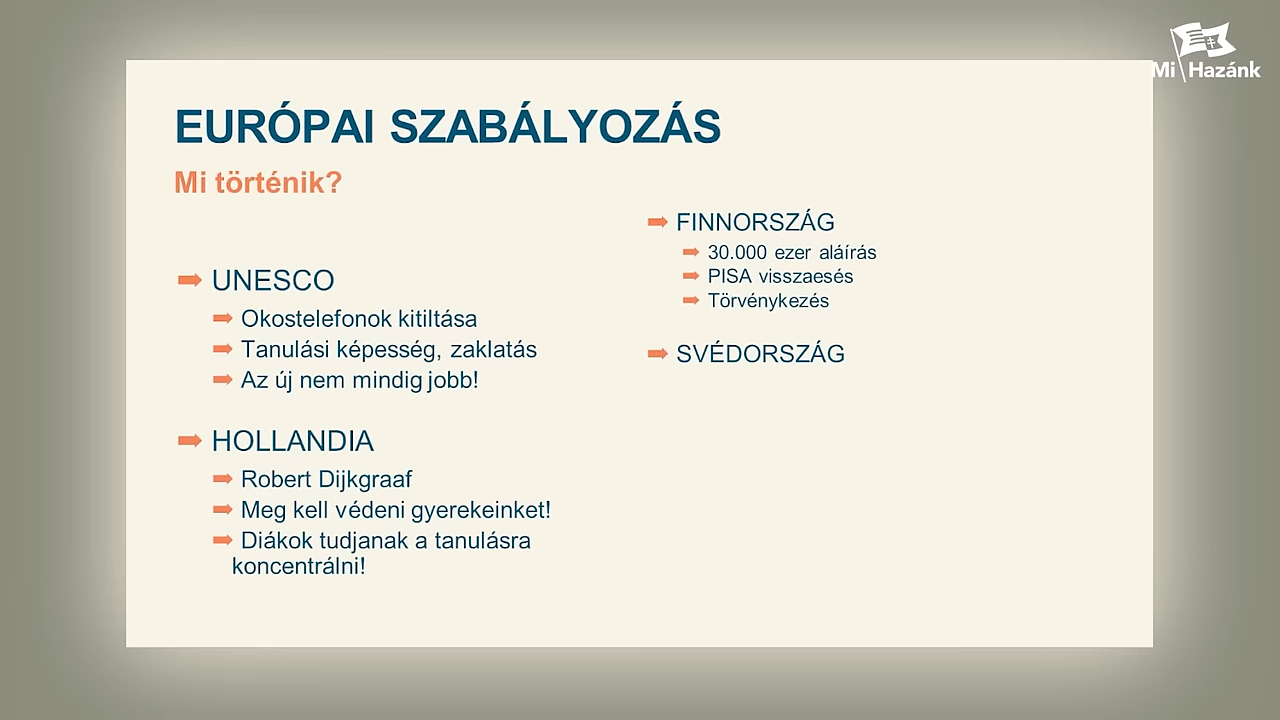 Mi Hazánk
EURÓPAI SZABÁLYOZÁS
Mi történik?
UNESCO
Okostelefonok kitiltása
Tanulási képesség, zaklatás
Az új nem mindig jobb!
HOLLANDIA
Robert Dijkgraaf
Meg kell védeni gyerekeinket!
Diákok tudjanak a tanulásra
koncentrálni!
FINNORSZÁG
30.000 ezer aláírás
PISA visszaesés
Törvénykezés
SVÉDORSZÁG